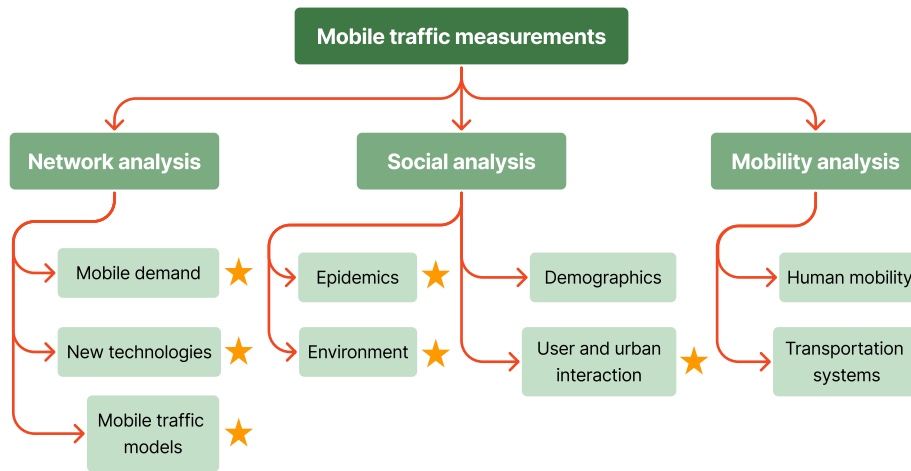 Mobile traffic measurements
Network analysis
Social analysis
Mobility analysis
Mobile demand
Epidemics
Demographics
Human mobility
New technologies
Environment
User and urban
interaction
Transportation
systems
Mobile traffic
models